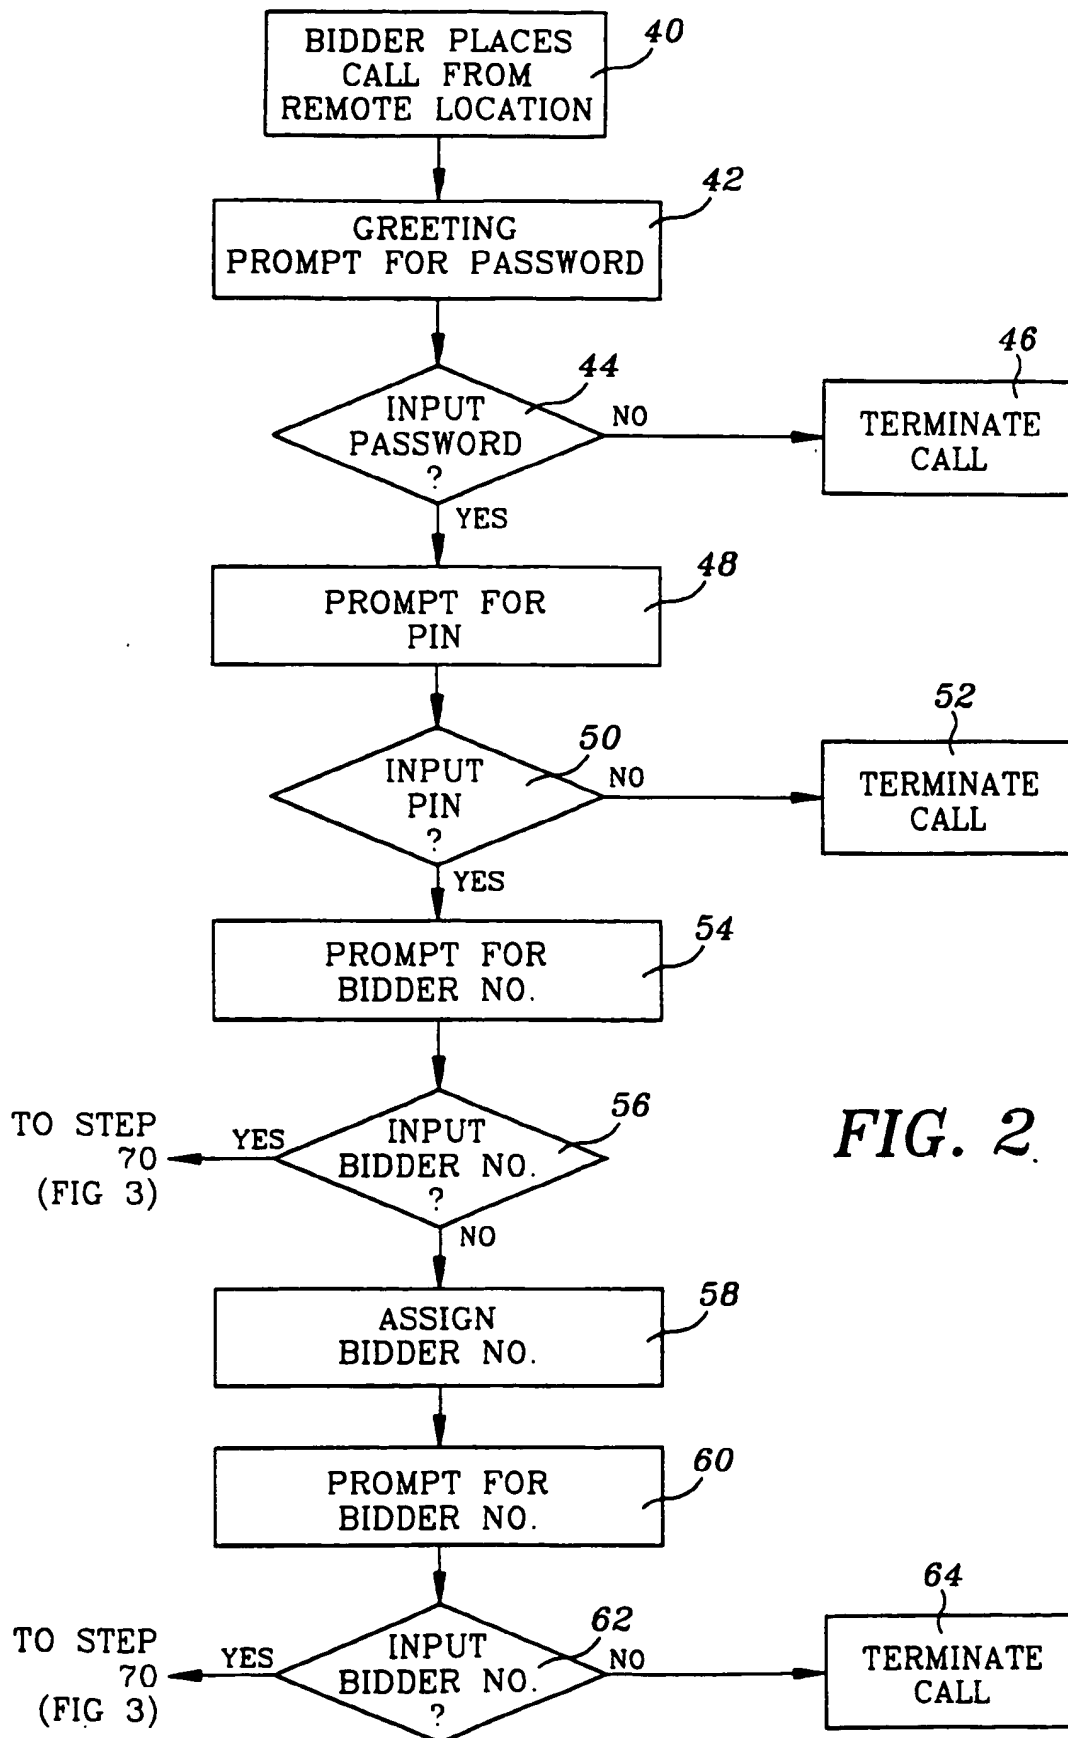 BIDDER PLACES
CALL FROM
REMOTE LOCATION
40
GREETING
PROMPT FOR PASSWORD
42
INPUT
PASSWORD
?
44
NO
TERMINATE
CALL
46
YES
PROMPT FOR
PIN
48
INPUT
PIN
?
50
NO
TERMINATE
CALL
52
YES
PROMPT FOR
BIDDER NO.
54
INPUT
BIDDER NO.
?
56
YES
TO STEP
70
(FIG 3)
FIG. 2
NO
ASSIGN
BIDDER NO.
58
PROMPT FOR
BIDDER NO.
60
INPUT
BIDDER NO.
?
62
YES
TO STEP
70
(FIG 3)
NO
TERMINATE
CALL
64